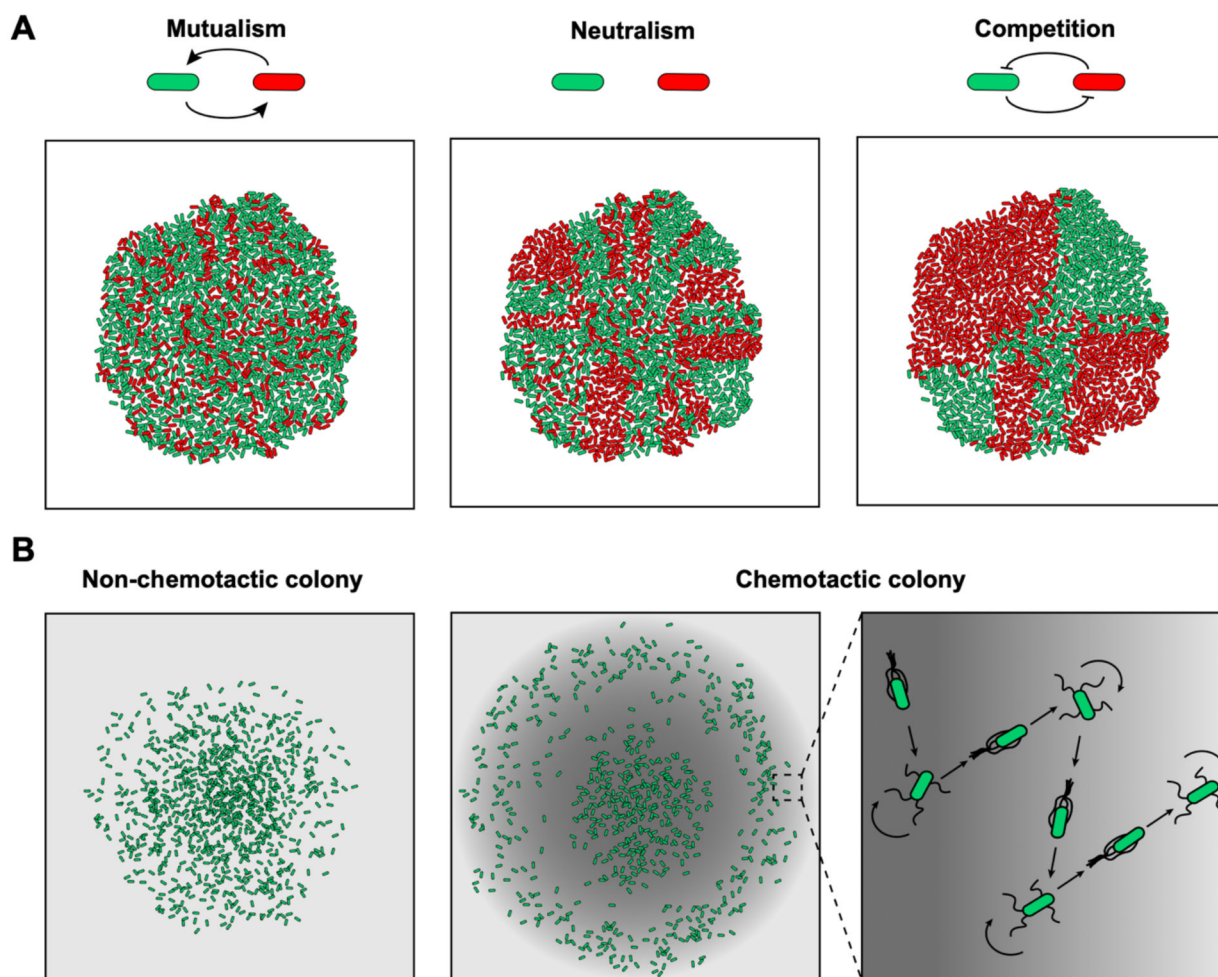 A
Mutualism
Neutralism
Competition
B
Non-chemotactic colony
Chemotactic colony